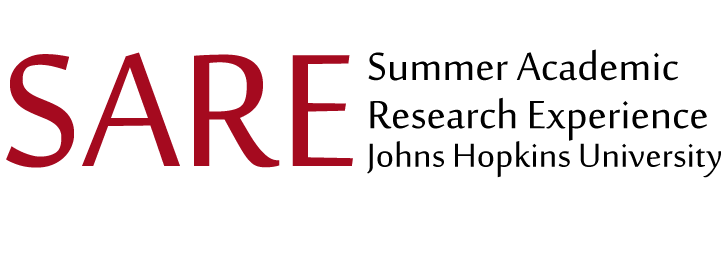 SARE
Summer Academic
Research Experience
Johns Hopkins University